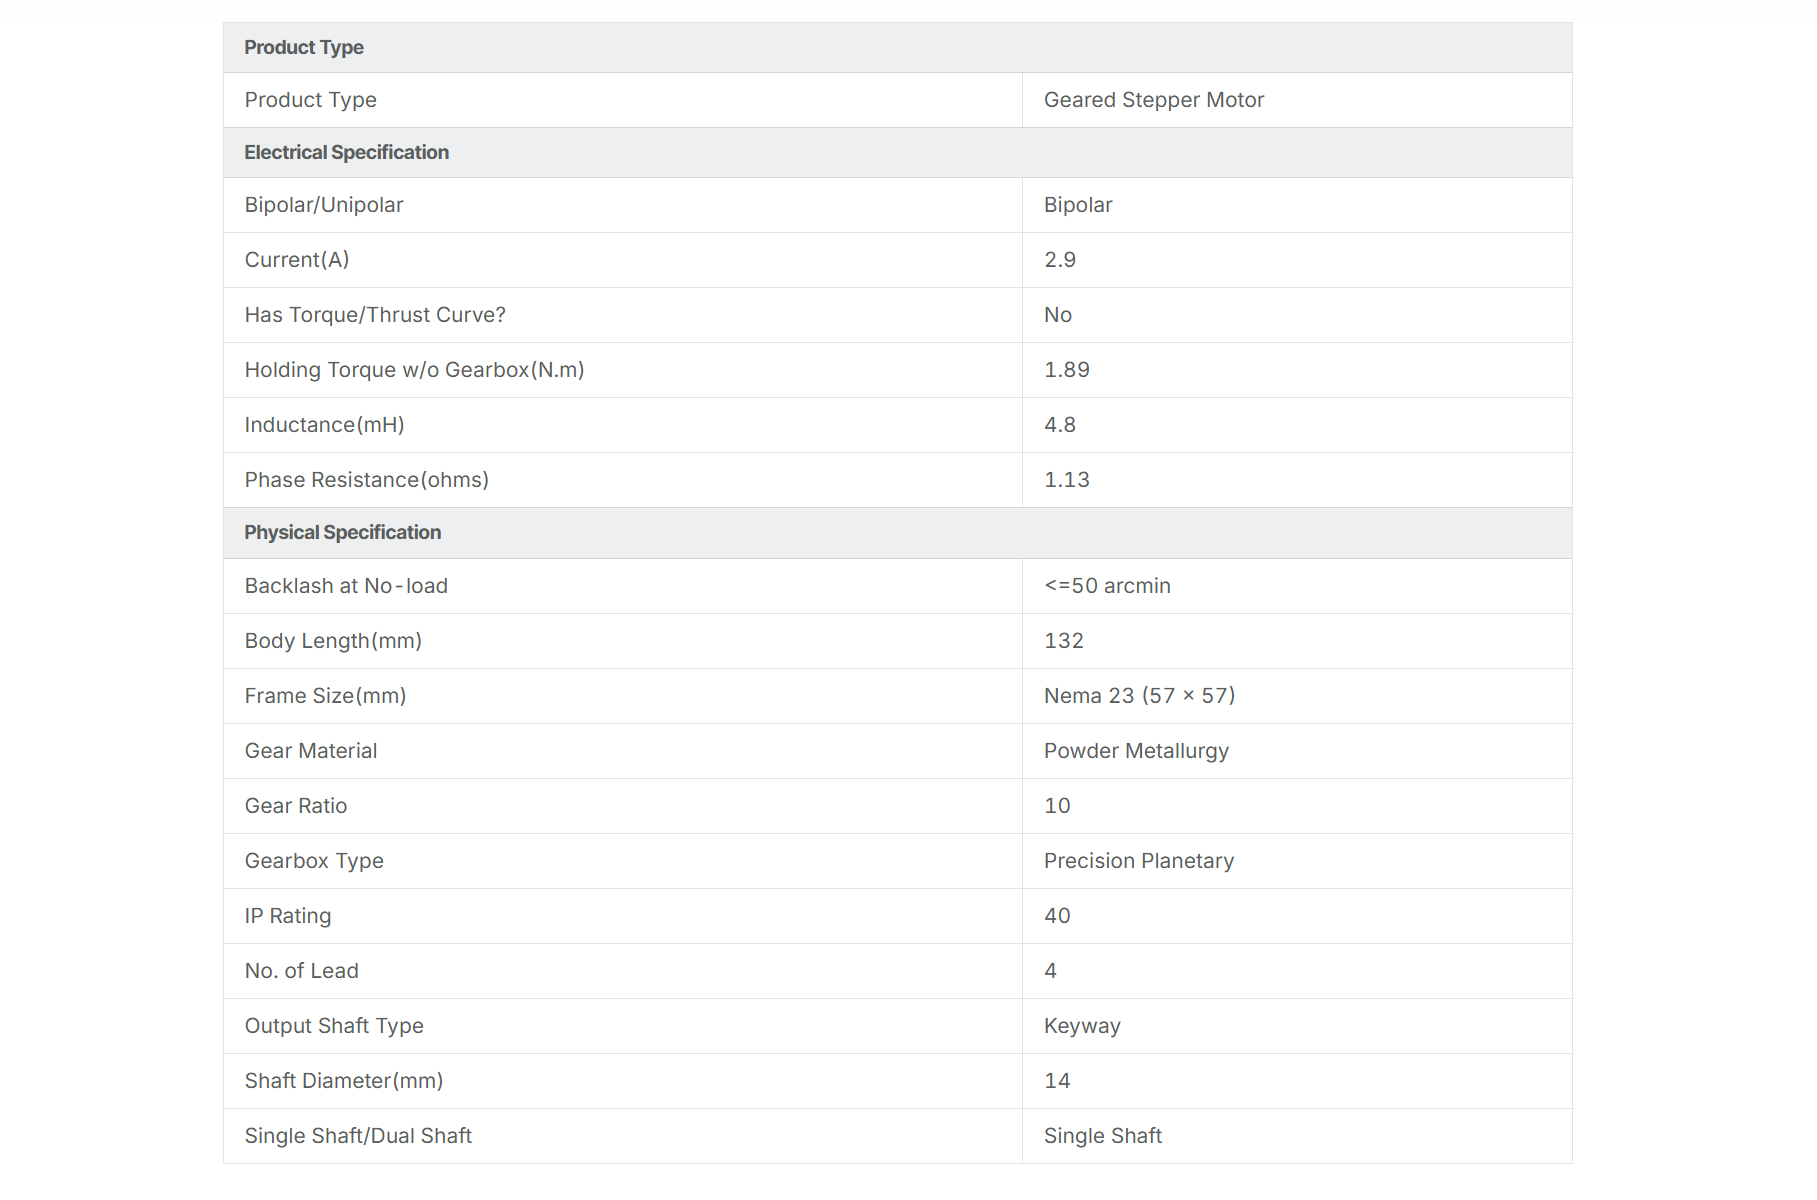 Product Type
Product Type Geared Stepper Motor
Electrical Specification
Bipolar/Unipolar Bipolar
Current(A) 2.9
Has Torque/Thrust Curve? No
Holding Torque w/o Gearbox(N.m) 1.89
Inductance(mH) 4.8
Phase Resistance(ohms) 1.13
Physical Specification
Backlash at No-load <=50 arcmin
Body Length(mm) 132
Frame Size(mm) Nema 23 (57 × 57)
Gear Material Powder Metallurgy
Gear Ratio 10
Gearbox Type Precision Planetary
IP Rating 40
No. of Lead 4
Output Shaft Type Keyway
Shaft Diameter(mm) 14
Single Shaft/Dual Shaft Single Shaft